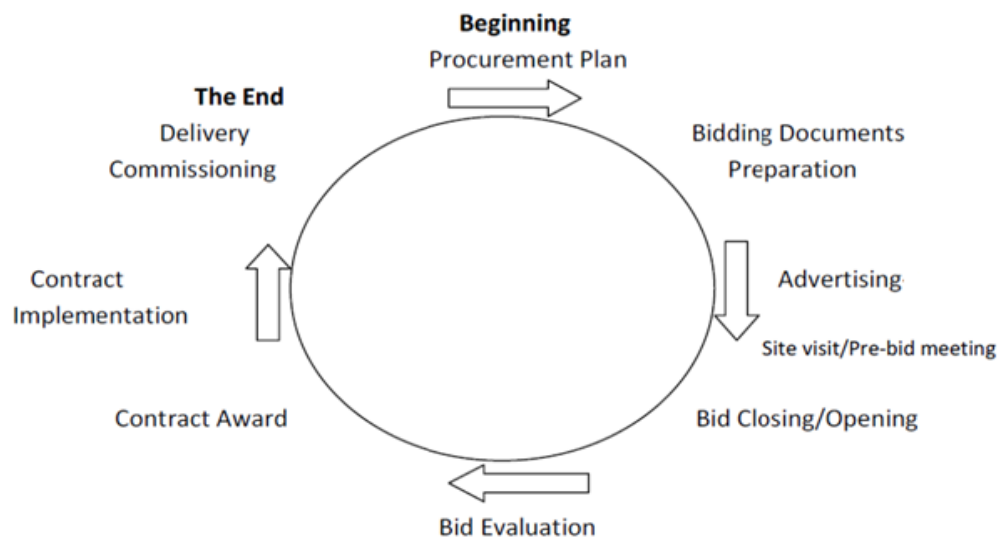 Beginning
Procurement Plan
Bidding Documents
Preparation
Advertising
Site visit/Pre-bid meeting
Bid Closing/Opening
Bid Evaluation
Contract Award
Contract
Implementation
The End
Delivery
Commissioning